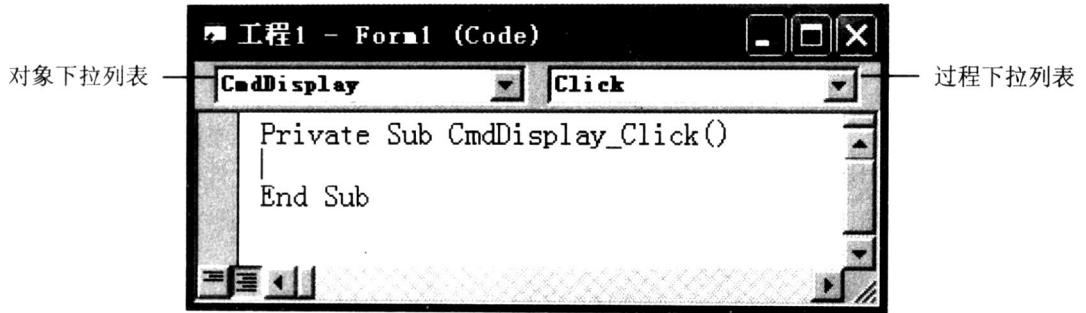 工程1 - Form1 (Code)
对象下拉列表
CmdDisplay
Click
过程下拉列表
Private Sub CmdDisplay_Click()
End Sub